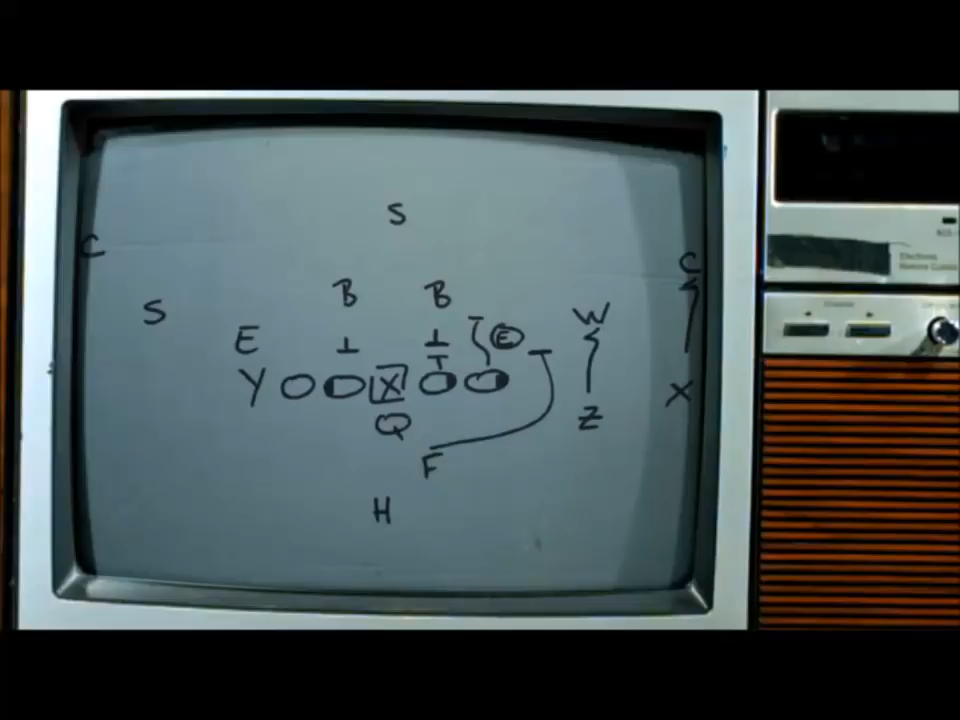 S
C C
B B
S W
E E
T
Y X X
Q Z
F
H
Electronic
Remote Control